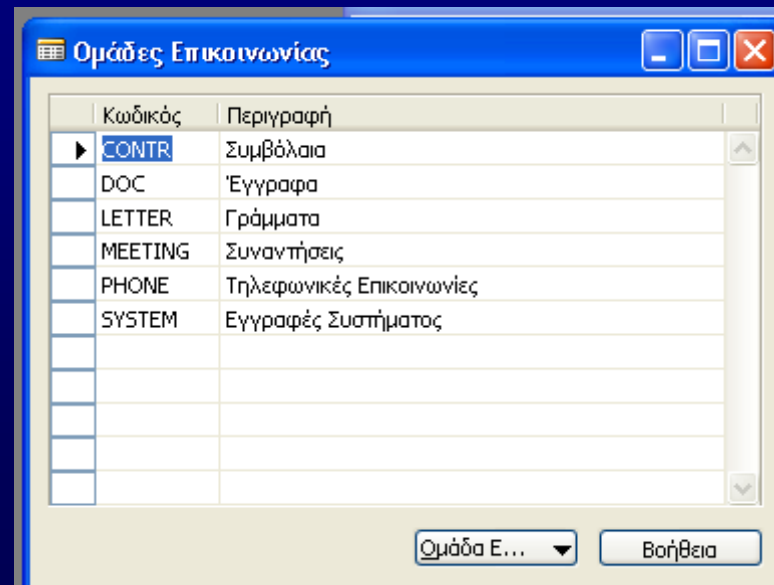 Ομάδες Επικοινωνίας
Κωδικός Περιγραφή
CONTR Συμβόλαια
DOC Έγγραφα
LETTER Γράμματα
MEETING Συναντήσεις
PHONE Τηλεφωνικές Επικοινωνίες
SYSTEM Εγγραφές Συστήματος
Ομάδα Ε... Βοήθεια